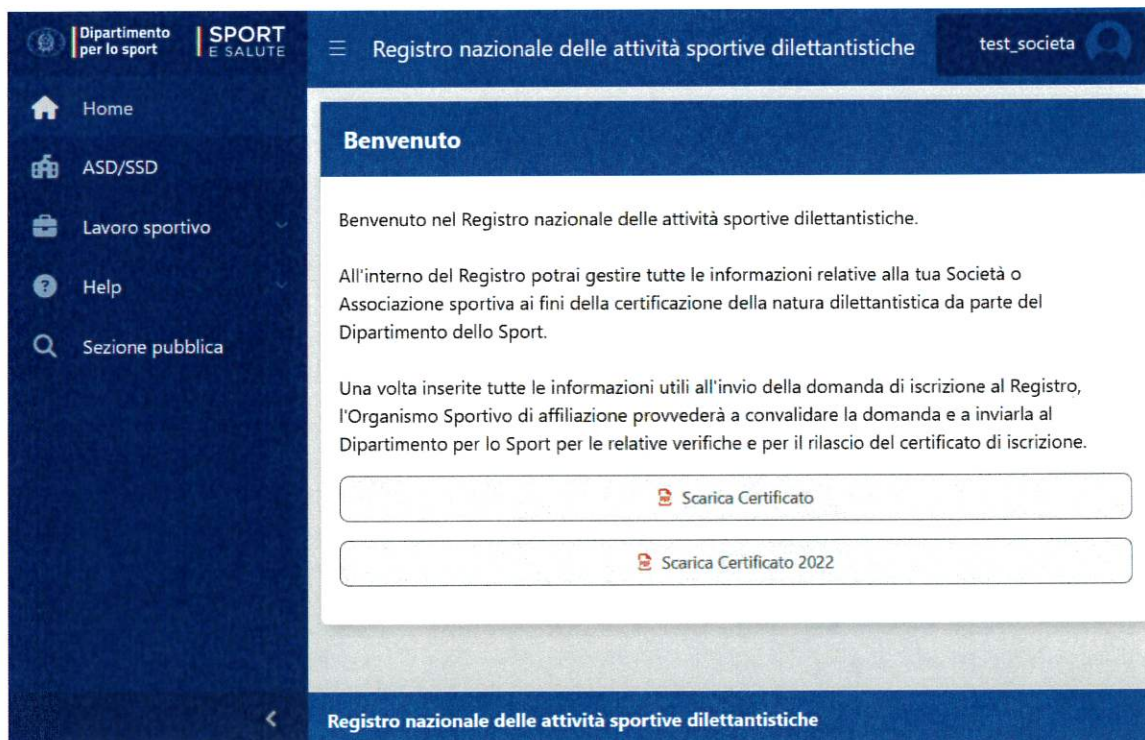 Dipartimento
per lo sport
SPORT
E SALUTE
Registro nazionale delle attività sportive dilettantistiche
test_societa
Home
ASD/SSD
Lavoro sportivo
Help
Sezione pubblica
Benvenuto
Benvenuto nel Registro nazionale delle attività sportive dilettantistiche.
All'interno del Registro potrai gestire tutte le informazioni relative alla tua Società o
Associazione sportiva ai fini della certificazione della natura dilettantistica da parte del
Dipartimento dello Sport.
Una volta inserite tutte le informazioni utili all'invio della domanda di iscrizione al Registro,
l'Organismo Sportivo di affiliazione provvederà a convalidare la domanda e a inviarla al
Dipartimento per lo Sport per le relative verifiche e per il rilascio del certificato di iscrizione.
Scarica Certificato
Scarica Certificato 2022
Registro nazionale delle attività sportive dilettantistiche